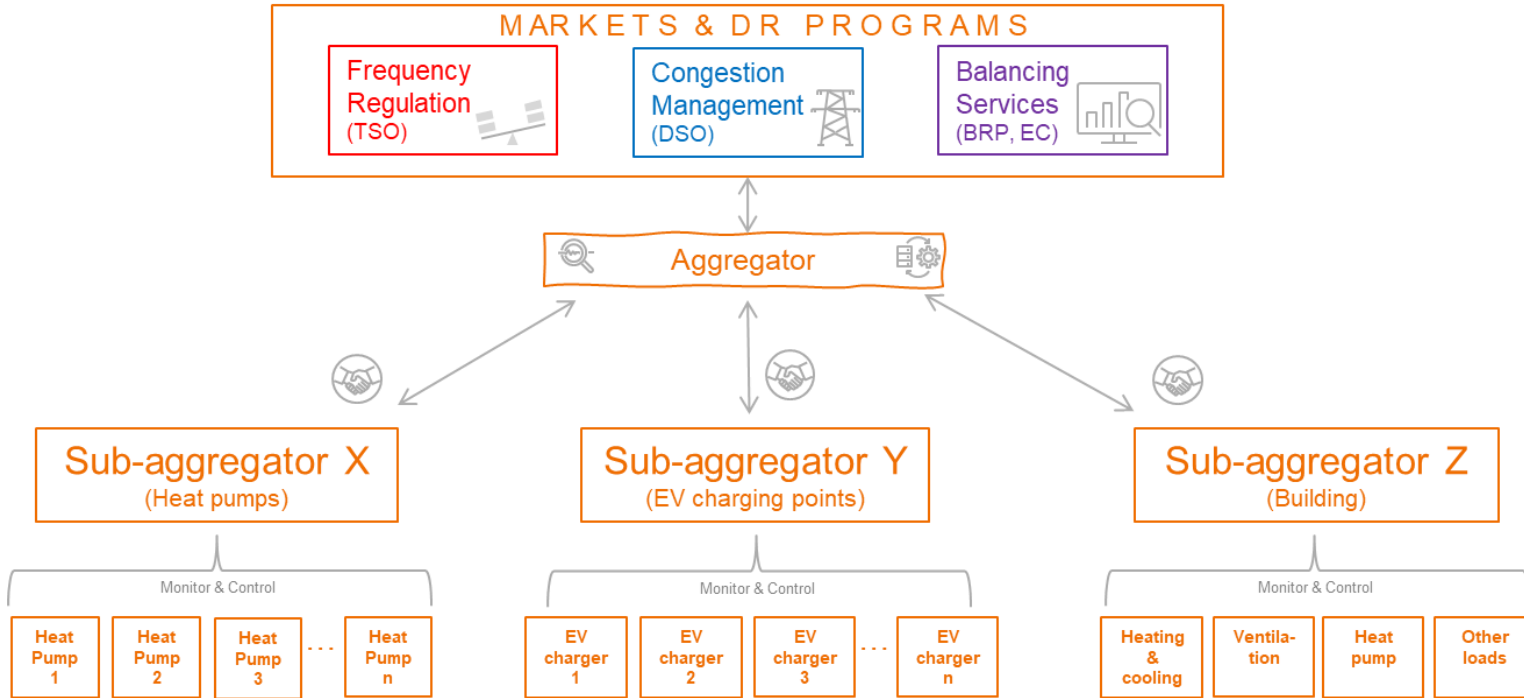 MARKETS & DR PROGRAMS
Frequency
Regulation
(TSO)
Congestion
Management
(DSO)
Balancing
Services
(BRP, EC)
Aggregator
Sub-aggregator X
(Heat pumps)
Sub-aggregator Y
(EV charging points)
Sub-aggregator Z
(Building)
Monitor & Control
Monitor & Control
Monitor & Control
Heat
Pump
1
Heat
Pump
2
Heat
Pump
3
...
Heat
Pump
n
EV
charger
1
EV
charger
2
EV
charger
3
...
EV
charger
n
Heating
&
cooling
Ventila-
tion
Heat
pump
Other
loads